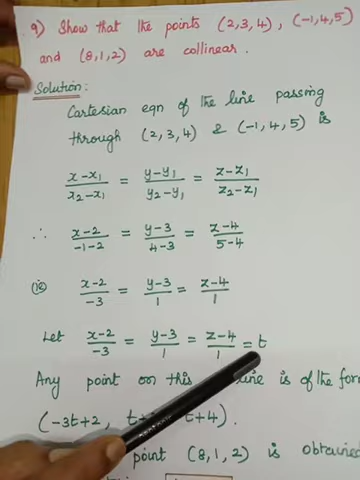 9) Show that the points (2,3,4), (-1,4,5)
and (8,1,2) are collinear.
Solution:
Cartesian eqn of the line passing
through (2,3,4) & (-1,4,5) is
x-x₁/x₂-x₁ = y-y₁/y₂-y₁ = z-z₁/z₂-z₁
∴ x-2/-1-2 = y-3/4-3 = z-4/5-4
(ie) x-2/-3 = y-3/1 = z-4/1
Let x-2/-3 = y-3/1 = z-4/1 = t
Any point on this line is of the form
(-3t+2, t+ t+4).
point (8,1,2) is obtained